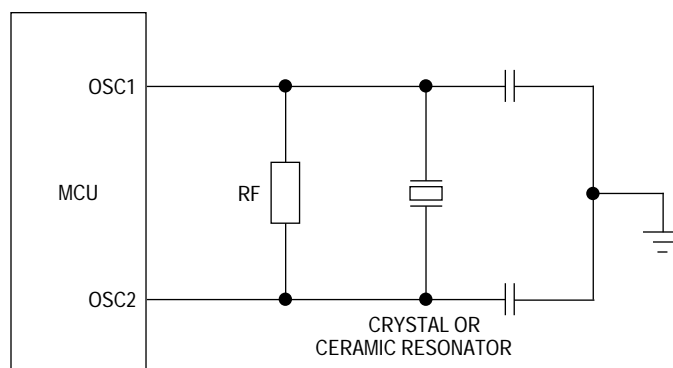 OSC1
MCU
RF
OSC2
CRYSTAL OR
CERAMIC RESONATOR